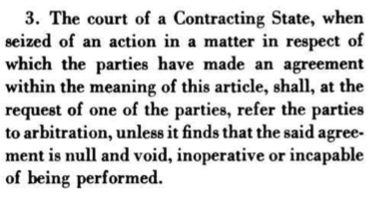 3. The court of a Contracting State, when
seized of an action in a matter in respect of
which the parties have made an agreement
within the meaning of this article, shall, at the
request of one of the parties, refer the parties
to arbitration, unless it finds that the said agree-
ment is null and void, inoperative or incapable
of being performed.